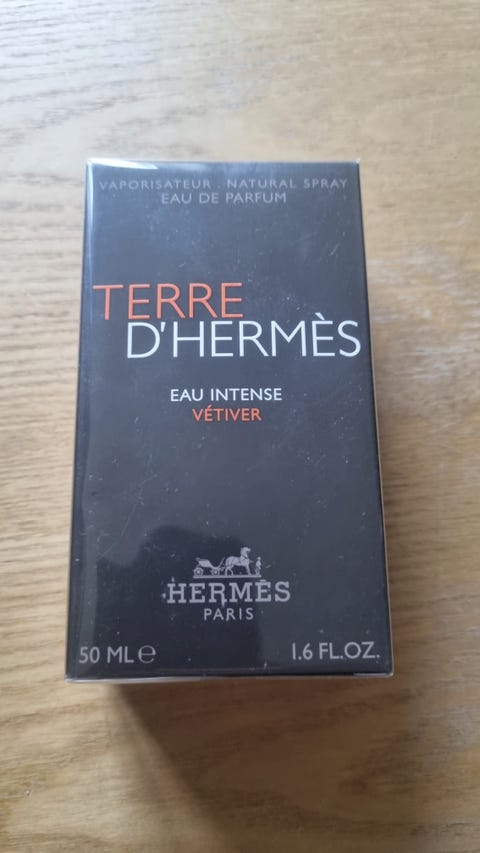 VAPORISATEUR . NATURAL SPRAY
EAU DE PARFUM
TERRE
D'HERMÈS
EAU INTENSE
VÉTIVER
HERMÈS
PARIS
50 ML ℮ 1.6 FL.OZ.